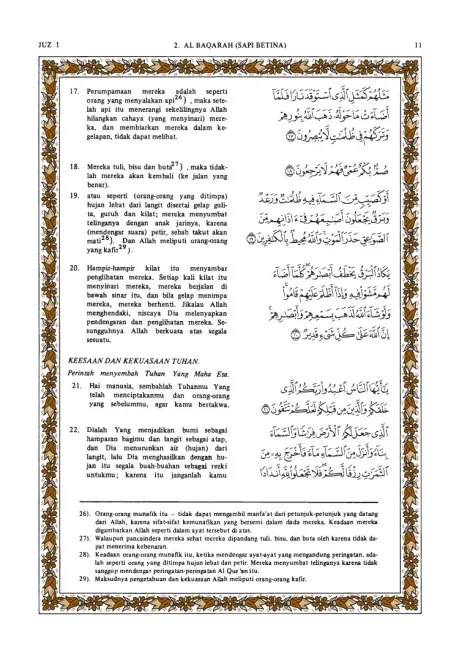 JUZ 1
2. AL BAQARAH (SAPI BETINA)
11
17. Perumpamaan mereka adalah seperti
orang yang menyalakan api26) , maka sete-
lah api itu menerangi sekelilingnya Allah
hilangkan cahaya (yang menyinari) mere-
ka, dan membiarkan mereka dalam ke-
gelapan, tidak dapat melihat.
مَثَلُهُمْ كَمَثَلِ الَّذِي اسْتَوْقَدَ نَارًا فَلَمَّا
أَضَاءَتْ مَا حَوْلَهُ ذَهَبَ اللَّهُ بِنُورِهِمْ
وَتَرَكَهُمْ فِي ظُلُمَاتٍ لَا يُبْصِرُونَ ⑰
18. Mereka tuli, bisu dan buta27) , maka tidak-
lah mereka akan kembali (ke jalan yang
benar).
صُمٌّ بُكْمٌ عُمْيٌ فَهُمْ لَا يَرْجِعُونَ ⑱
19. atau seperti (orang-orang yang ditimpa)
hujan lebat dari langit disertai gelap guli-
ta, guruh dan kilat; mereka menyumbat
telinganya dengan anak jarinya, karena
(mendengar suara) petir, sebab takut akan
mati28). Dan Allah meliputi orang-orang
yang kafir29).
أَوْ كَصَيِّبٍ مِنَ السَّمَاءِ فِيهِ ظُلُمَاتٌ وَرَعْدٌ
وَبَرْقٌ يَجْعَلُونَ أَصَابِعَهُمْ فِي آذَانِهِمْ مِنَ
الصَّوَاعِقِ حَذَرَ الْمَوْتِ وَاللَّهُ مُحِيطٌ بِالْكَافِرِينَ ⑲
20. Hampir-hampir kilat itu menyambar
penglihatan mereka. Setiap kali kilat itu
menyinari mereka, mereka berjalan di
bawah sinar itu, dan bila gelap menimpa
mereka, mereka berhenti. Jikalau Allah
menghendaki, niscaya Dia melenyapkan
pendengaran dan penglihatan mereka. Se-
sungguhnya Allah berkuasa atas segala
sesuatu.
يَكَادُ الْبَرْقُ يَخْطَفُ أَبْصَارَهُمْ كُلَّمَا أَضَاءَ
لَهُمْ مَشَوْا فِيهِ وَإِذَا أَظْلَمَ عَلَيْهِمْ قَامُوا
وَلَوْ شَاءَ اللَّهُ لَذَهَبَ بِسَمْعِهِمْ وَأَبْصَارِهِمْ
إِنَّ اللَّهَ عَلَى كُلِّ شَيْءٍ قَدِيرٌ ⑳
KEESAAN DAN KEKUASAAN TUHAN.
Perintah menyembah Tuhan Yang Maha Esa.
21. Hai manusia, sembahlah Tuhanmu Yang
telah menciptakanmu dan orang-orang
yang sebelummu, agar kamu bertakwa.
يَا أَيُّهَا النَّاسُ اعْبُدُوا رَبَّكُمُ الَّذِي
خَلَقَكُمْ وَالَّذِينَ مِنْ قَبْلِكُمْ لَعَلَّكُمْ تَتَّقُونَ ㉑
22. Dialah Yang menjadikan bumi sebagai
hamparan bagimu dan langit sebagai atap,
dan Dia menurunkan air (hujan) dari
langit, lalu Dia menghasilkan dengan hu-
jan itu segala buah-buahan sebagai rezki
untukmu; karena itu janganlah kamu
الَّذِي جَعَلَ لَكُمُ الْأَرْضَ فِرَاشًا وَالسَّمَاءَ
بِنَاءً وَأَنْزَلَ مِنَ السَّمَاءِ مَاءً فَأَخْرَجَ بِهِ مِنَ
الثَّمَرَاتِ رِزْقًا لَكُمْ فَلَا تَجْعَلُوا لِلَّهِ أَنْدَادًا
26). Orang-orang munafik itu – tidak dapat mengambil manfa'at dari petunjuk-petunjuk yang datang
dari Allah, karena sifat-sifat kemunafikan yang bersemi dalam dada mereka. Keadaan mereka
digambarkan Allah seperti dalam ayat tersebut di atas.
27). Walaupun pancaindera mereka sehat mereka dipandang tuli, bisu, dan buta oleh karena tidak da-
pat menerima kebenaran.
28). Keadaan orang-orang munafik itu, ketika mendengar ayat-ayat yang mengandung peringatan, ada-
lah seperti orang yang ditimpa hujan lebat dan petir. Mereka menyumbat telinganya karena tidak
sanggup mendengar peringatan-peringatan Al Qur'an itu.
29). Maksudnya pengetahuan dan kekuasaan Allah meliputi orang-orang kafir.